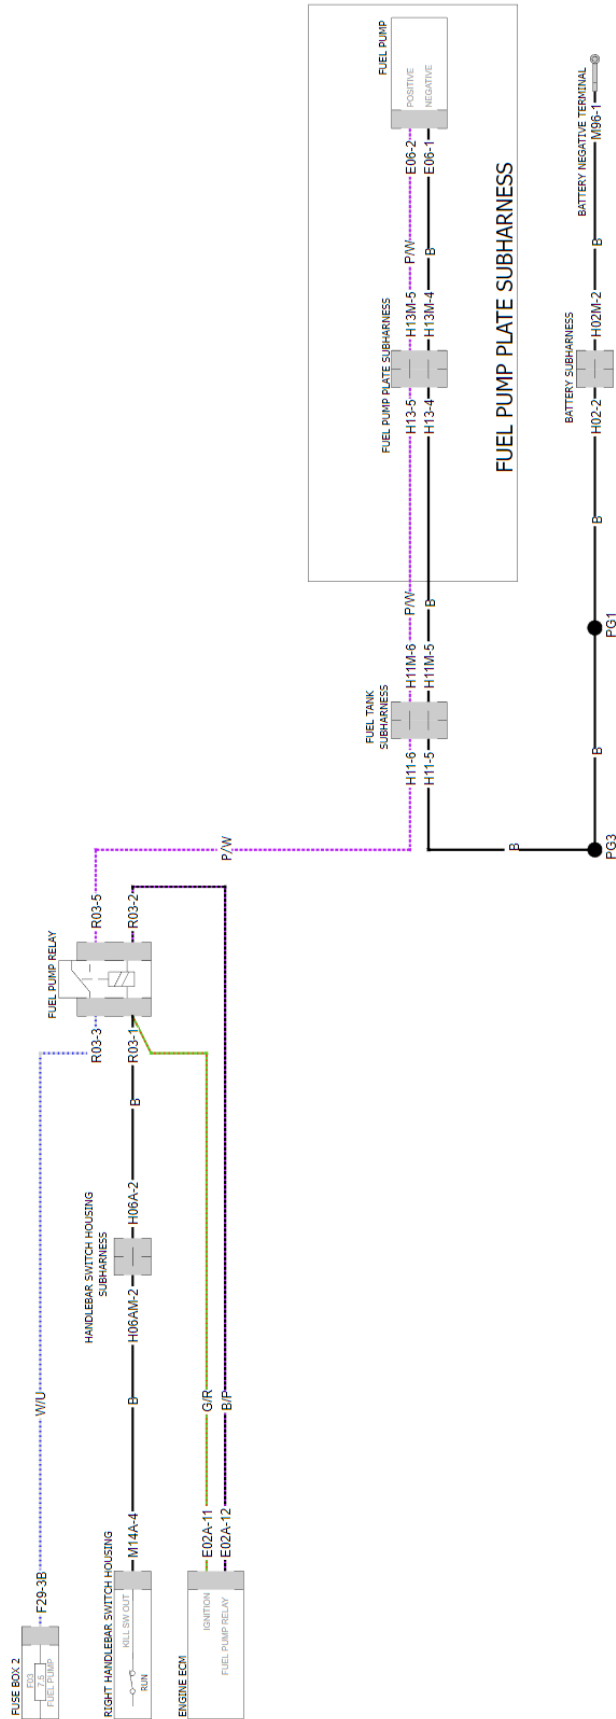 FUSE BOX 2
F03
7.5
FUEL PUMP
F29-3B
W/U
R03-3
FUEL PUMP RELAY
R03-5
P/W
RIGHT HANDLEBAR SWITCH HOUSING
KILL SW OUT
RUN
M14A-4
B
H06AM-2
HANDLEBAR SWITCH HOUSING
SUBHARNESS
H06A-2
B
R03-1
R03-2
ENGINE ECM
IGNITION
FUEL PUMP RELAY
E02A-11
E02A-12
G/R
B/P
FUEL TANK
SUBHARNESS
H11-6
H11-5
H11M-6
H11M-5
P/W
B
FUEL PUMP PLATE SUBHARNESS
H13-5
H13-4
H13M-5
H13M-4
P/W
B
E06-2
E06-1
FUEL PUMP
POSITIVE
NEGATIVE
FUEL PUMP PLATE SUBHARNESS
B
PG3
B
PG1
B
H02-2
BATTERY SUBHARNESS
H02M-2
B
M96-1
BATTERY NEGATIVE TERMINAL